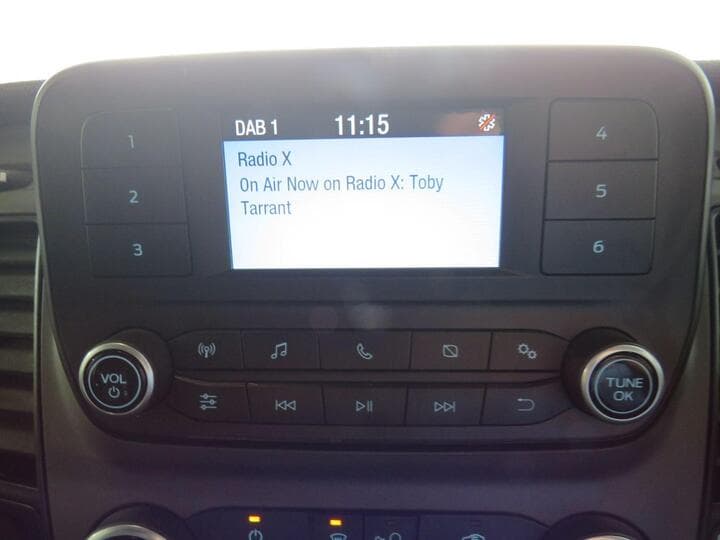 DAB 1 11:15
Radio X
On Air Now on Radio X: Toby
Tarrant
1
2
3
4
5
6
VOL
TUNE
OK